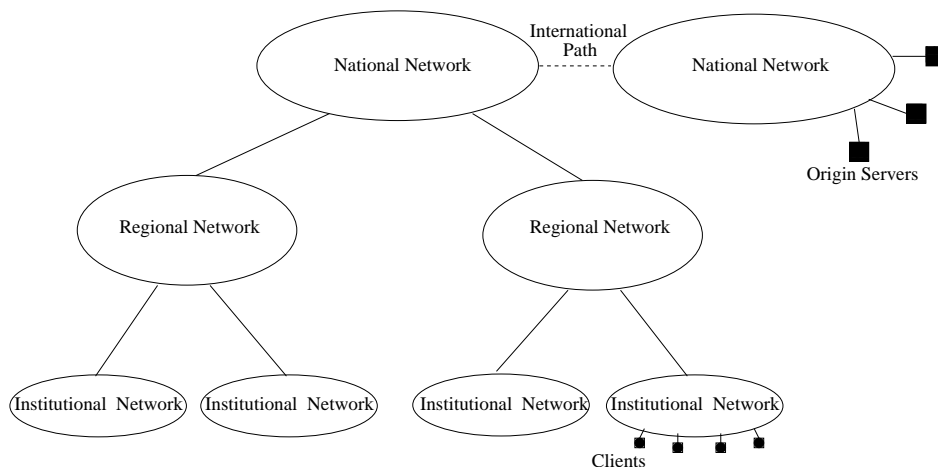 International
Path
National Network
National Network
Origin Servers
Regional Network
Regional Network
Institutional Network
Institutional Network
Institutional Network
Institutional Network
Clients